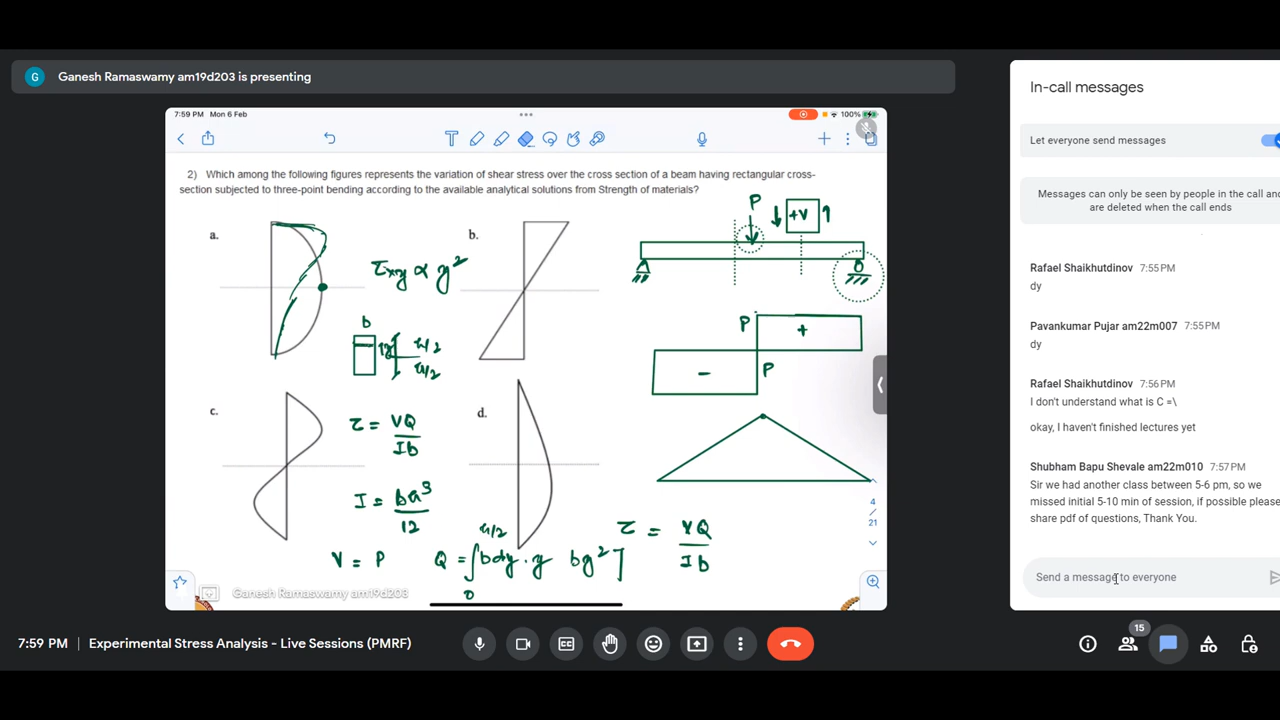 G Ganesh Ramaswamy am19d203 is presenting
7:59 PM Mon 6 Feb
100%
2) Which among the following figures represents the variation of shear stress over the cross section of a beam having rectangular cross-
section subjected to three-point bending according to the available analytical solutions from Strength of materials?
a.
τxy ∝ y²
b.
P
+V
b
y
h/2
h/2
P
+
P
-
c.
τ = VQ
Ib
d.
I = ba³
12
V = P
h/2
Q = ∫ bdy · y by² ]
0
τ = VQ
Ib
4
/
21
Ganesh Ramaswamy am19d203
In-call messages
Let everyone send messages
Messages can only be seen by people in the call and
are deleted when the call ends
Rafael Shaikhutdinov 7:55 PM
dy
Pavankumar Pujar am22m007 7:55 PM
dy
Rafael Shaikhutdinov 7:56 PM
I don't understand what is C =\
okay, I haven't finished lectures yet
Shubham Bapu Shevale am22m010 7:57 PM
Sir we had another class between 5-6 pm, so we
missed initial 5-10 min of session, if possible please
share pdf of questions, Thank You.
Send a message to everyone
7:59 PM | Experimental Stress Analysis - Live Sessions (PMRF)
15